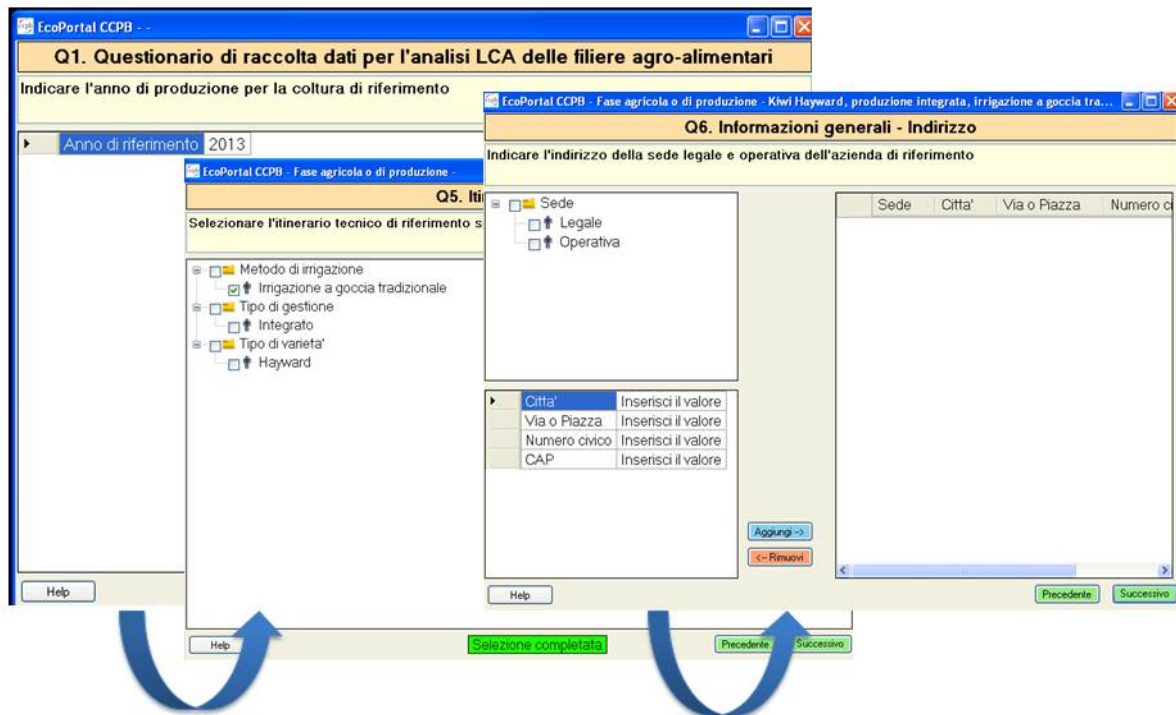 EcoPortal CCPB - -
Q1. Questionario di raccolta dati per l'analisi LCA delle filiere agro-alimentari
Indicare l'anno di produzione per la coltura di riferimento
Anno di riferimento 2013
Help
EcoPortal CCPB - Fase agricola o di produzione -
Q5.
Selezionare l'itinerario tecnico di riferimento
Metodo di irrigazione
Irrigazione a goccia tradizionale
Tipo di gestione
Integrato
Tipo di varieta'
Hayward
Help
Selezione completata
Precedente
Successivo
EcoPortal CCPB - Fase agricola o di produzione - Kiwi Hayward, produzione integrata, irrigazione a goccia tra...
Q6. Informazioni generali - Indirizzo
Indicare l'indirizzo della sede legale e operativa dell'azienda di riferimento
Sede
Legale
Operativa
Citta' Inserisci il valore
Via o Piazza Inserisci il valore
Numero civico Inserisci il valore
CAP Inserisci il valore
Aggiungi ->
<- Rimuovi
Sede Citta' Via o Piazza Numero ci
Help
Precedente
Successivo